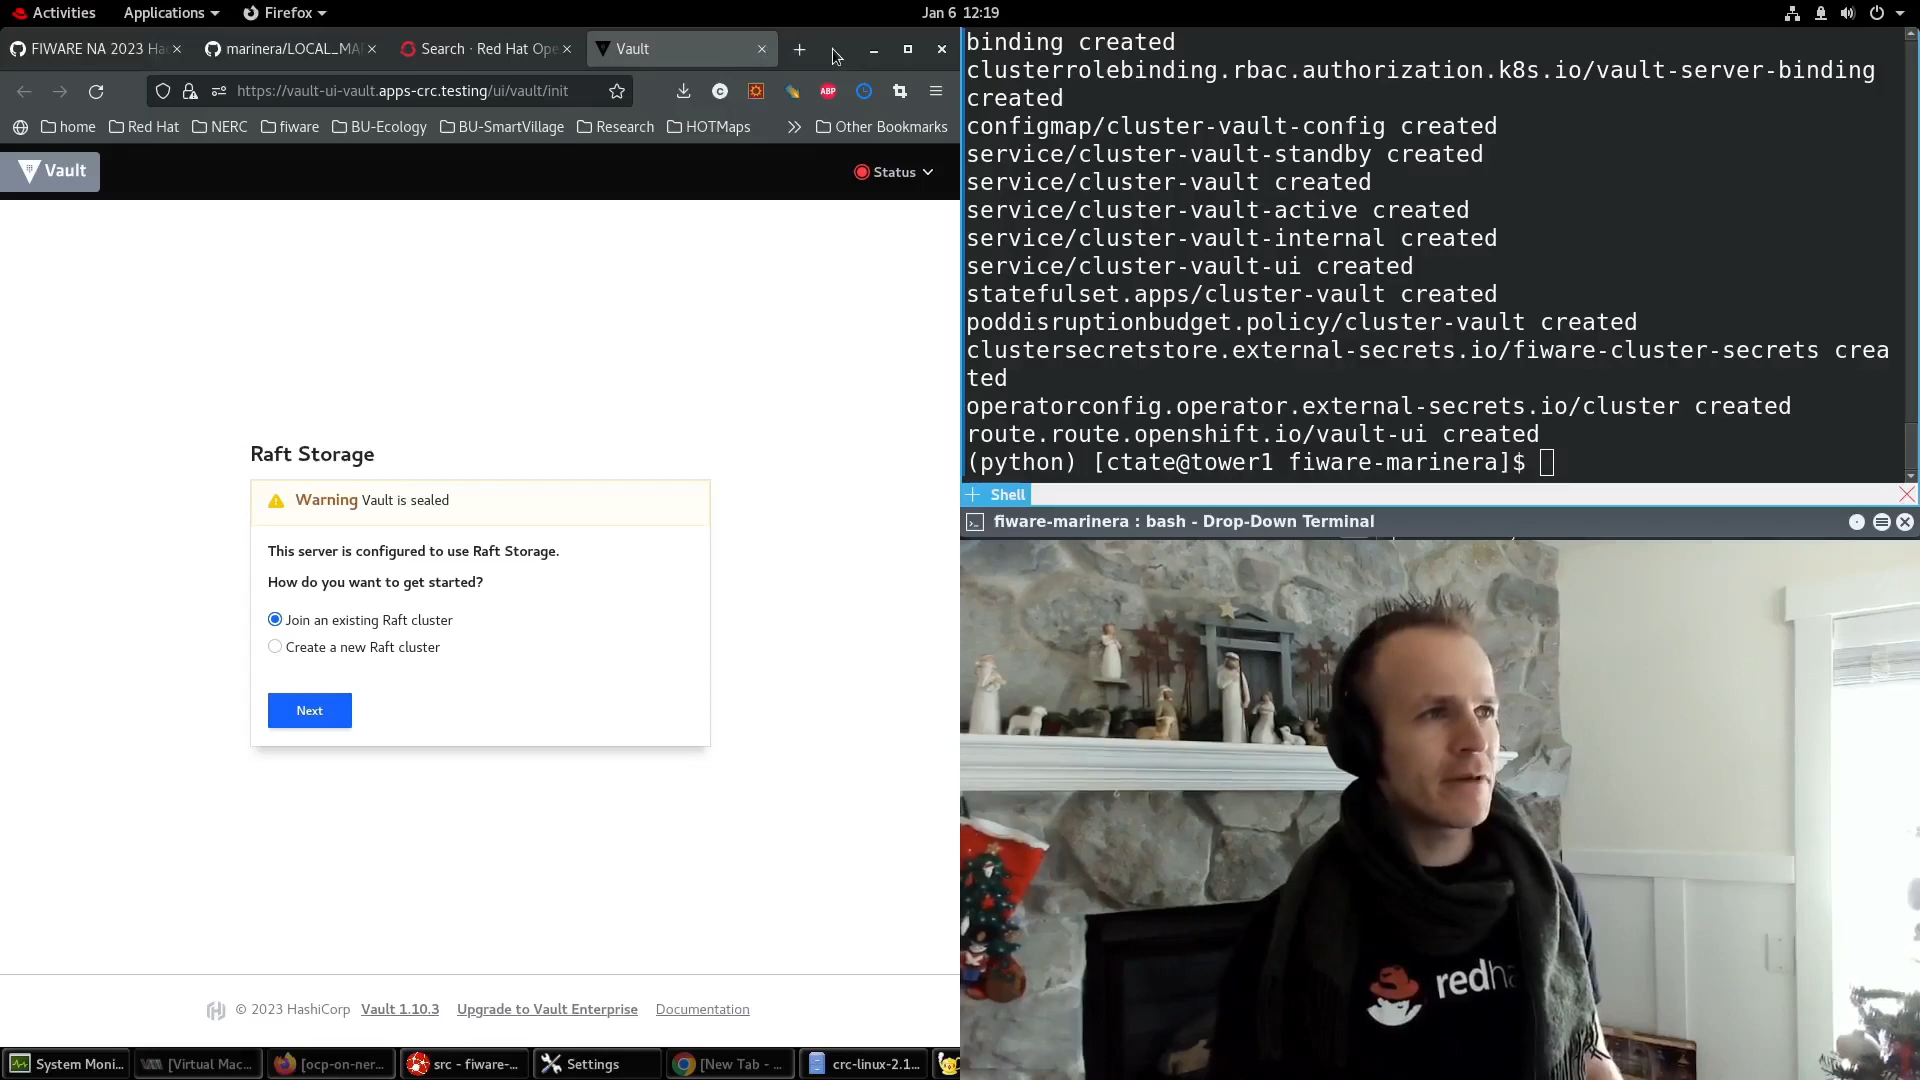 Activities Applications Firefox Jan 6 12:19
FIWARE NA 2023 Ha
marinera/LOCAL_MA
Search · Red Hat Ope
Vault
https://vault-ui-vault.apps-crc.testing/ui/vault/init
ABP
home Red Hat NERC fiware BU-Ecology BU-SmartVillage Research HOTMaps Other Bookmarks
Vault
Status
Raft Storage
Warning Vault is sealed
This server is configured to use Raft Storage.
How do you want to get started?
Join an existing Raft cluster
Create a new Raft cluster
Next
© 2023 HashiCorp Vault 1.10.3 Upgrade to Vault Enterprise Documentation
binding created
clusterrolebinding.rbac.authorization.k8s.io/vault-server-binding
created
configmap/cluster-vault-config created
service/cluster-vault-standby created
service/cluster-vault created
service/cluster-vault-active created
service/cluster-vault-internal created
service/cluster-vault-ui created
statefulset.apps/cluster-vault created
poddisruptionbudget.policy/cluster-vault created
clustersecretstore.external-secrets.io/fiware-cluster-secrets crea
ted
operatorconfig.operator.external-secrets.io/cluster created
route.route.openshift.io/vault-ui created
(python) [ctate@tower1 fiware-marinera]$
Shell
fiware-marinera : bash - Drop-Down Terminal
redha
System Moni... [Virtual Mac... [ocp-on-ner... src - fiware-... Settings [New Tab - ... crc-linux-2.1...